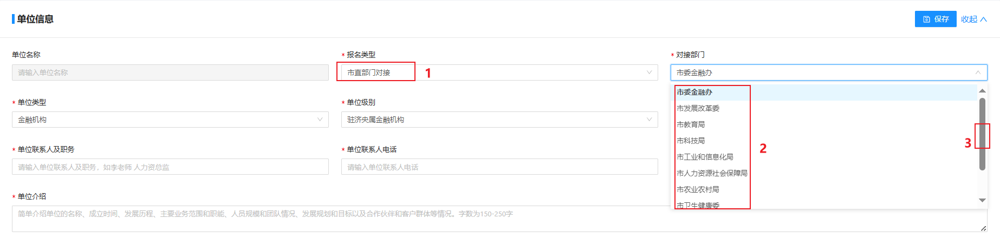 单位信息
保存
收起
单位名称
* 报名类型
* 对接部门
请输入单位名称
市直部门对接
1
市委金融办
市委金融办
* 单位类型
* 单位级别
市发展改革委
金融机构
驻济央属金融机构
市教育局
市科技局
2
3
* 单位联系人及职务
* 单位联系人电话
市工业和信息化局
请输入单位联系人及职务，如李老师 人力资总监
请输入单位联系人电话
市人力资源社会保障局
市农业农村局
* 单位介绍
市卫生健康委
简单介绍单位的名称、成立时间、发展历程、主要业务范围和职能、人员规模和团队情况、发展规划和目标以及合作伙伴和客户群体等情况。字数为150-250字